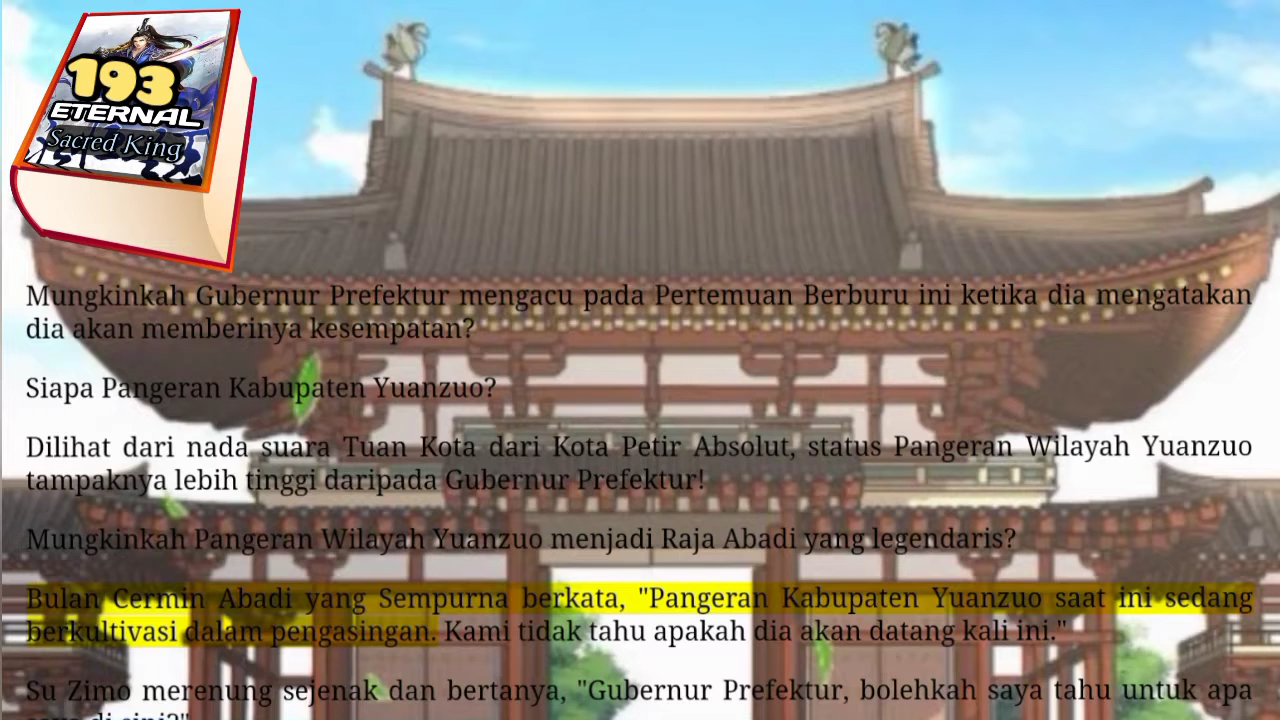 193
ETERNAL
Sacred King
Mungkinkah Gubernur Prefektur mengacu pada Pertemuan Berburu ini ketika dia mengatakan
dia akan memberinya kesempatan?
Siapa Pangeran Kabupaten Yuanzuo?
Dilihat dari nada suara Tuan Kota dari Kota Petir Absolut, status Pangeran Wilayah Yuanzuo
tampaknya lebih tinggi daripada Gubernur Prefektur!
Mungkinkah Pangeran Wilayah Yuanzuo menjadi Raja Abadi yang legendaris?
Bulan Cermin Abadi yang Sempurna berkata, "Pangeran Kabupaten Yuanzuo saat ini sedang
berkultivasi dalam pengasingan. Kami tidak tahu apakah dia akan datang kali ini."
Su Zimo merenung sejenak dan bertanya, "Gubernur Prefektur, bolehkah saya tahu untuk apa